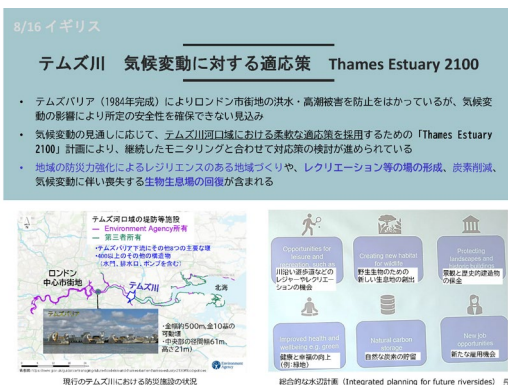 8/16 イギリス
テムズ川 気候変動に対する適応策 Thames Estuary 2100
• テムズバリア（1984年完成）によりロンドン市街地の洪水・高潮被害を防止をはかっているが、気候変
動の影響により所定の安全性を確保できない見込み
• 気候変動の見通しに応じて、テムズ川河口域における柔軟な適応策を採用するための「Thames Estuary
2100」計画により、継続したモニタリングと合わせて対応策の検討が進められている
• 地域の防災力強化によるレジリエンスのある地域づくりや、レクリエーション等の場の形成、炭素削減、
気候変動に伴い喪失する生物生息場の回復が含まれる
テムズ河口域の堤防等施設
Environment Agency所有
第三者所有
・テムズバリア下流にその他8つの主要な堰
・400以上のその他の構造物
（水門、排水口、ポンプを含む）
ロンドン
中心市街地
テムズ川
北海
・全幅約500m、全10基の
可動堰
・中央部の径間幅61m、
高さ21m）
Environment
Agency
現行のテムズ川における防災施設の状況
Opportunities for
leisure and
recreation, such as
川沿い遊歩道などの
レジャーやレクリエー
ションの機会
Creating new habitat
for wildlife
野生生物のための
新しい生息地の創出
Protecting
landscapes and
景観と歴史的建造物
の保全
Improved health and
wellbeing e.g. green
健康と幸福の向上
（例：緑地）
Natural carbon
storage
自然な炭素の貯留
New job
opportunities
新たな雇用機会
総合的な水辺計画（Integrated planning for future riversides）